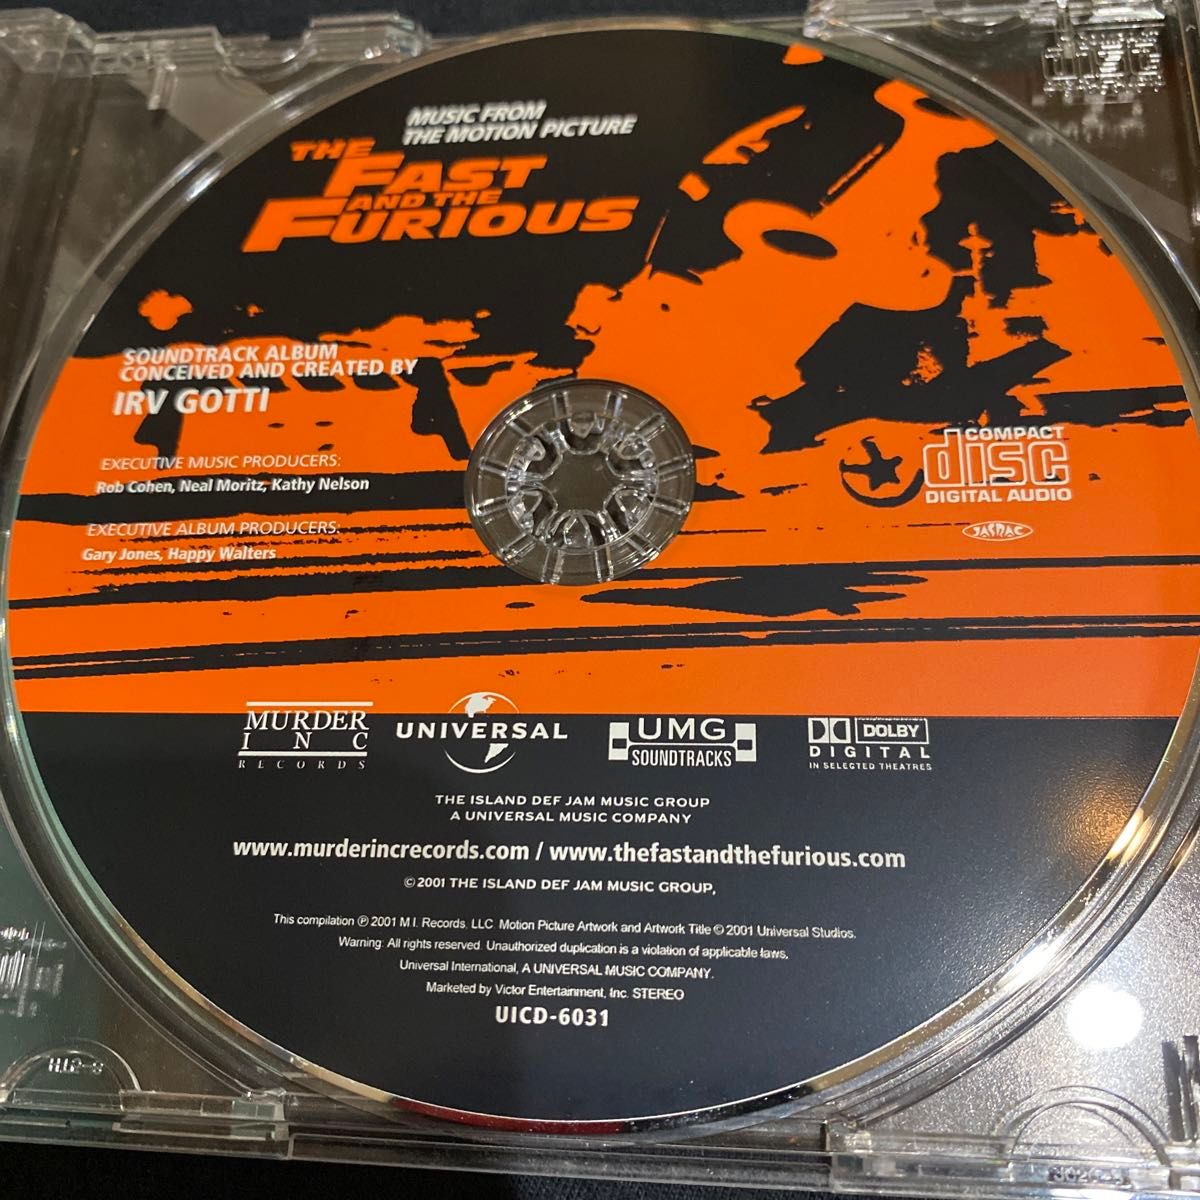 MUSIC FROM
THE MOTION PICTURE
THE
FAST
AND THE
FURIOUS
SOUNDTRACK ALBUM
CONCEIVED AND CREATED BY
IRV GOTTI
EXECUTIVE MUSIC PRODUCERS:
Rob Cohen, Neal Moritz, Kathy Nelson
EXECUTIVE ALBUM PRODUCERS:
Gary Jones, Happy Walters
COMPACT
disc
DIGITAL AUDIO
JASRAC
MURDER
INC
RECORDS
UNIVERSAL
UMG
SOUNDTRACKS
DOLBY
DIGITAL
IN SELECTED THEATRES
THE ISLAND DEF JAM MUSIC GROUP
A UNIVERSAL MUSIC COMPANY
www.murderincrecords.com / www.thefastandthefurious.com
© 2001 THE ISLAND DEF JAM MUSIC GROUP,
This compilation ℗ 2001 M.I. Records, LLC Motion Picture Artwork and Artwork Title © 2001 Universal Studios.
Warning: All rights reserved. Unauthorized duplication is a violation of applicable laws,
Universal International, A UNIVERSAL MUSIC COMPANY.
Marketed by Victor Entertainment, Inc. STEREO
UICD-6031